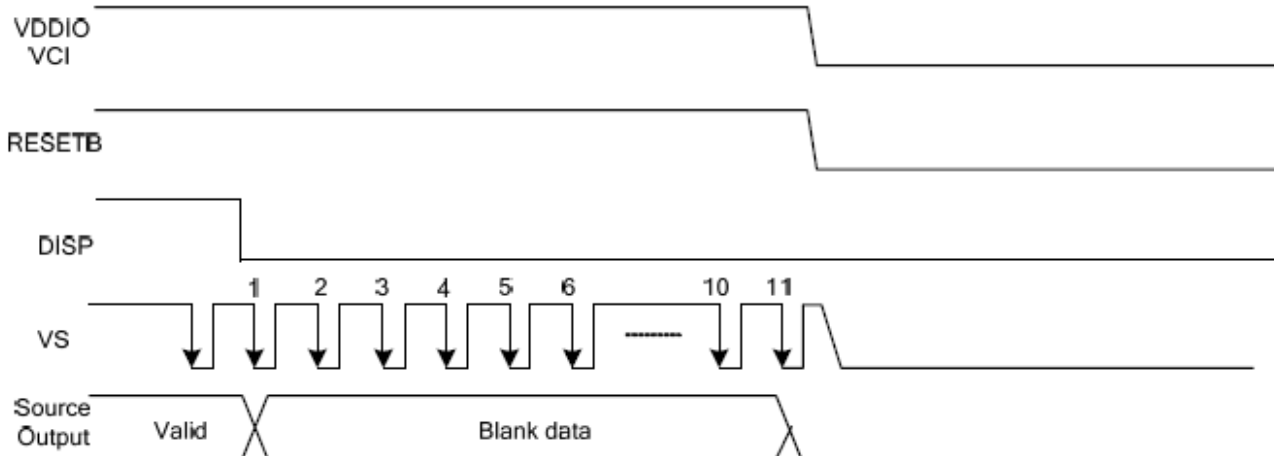 VDDIO
VCI
RESETB
DISP
1 2 3 4 5 6 10 11
VS
Source
Output
Valid
Blank data